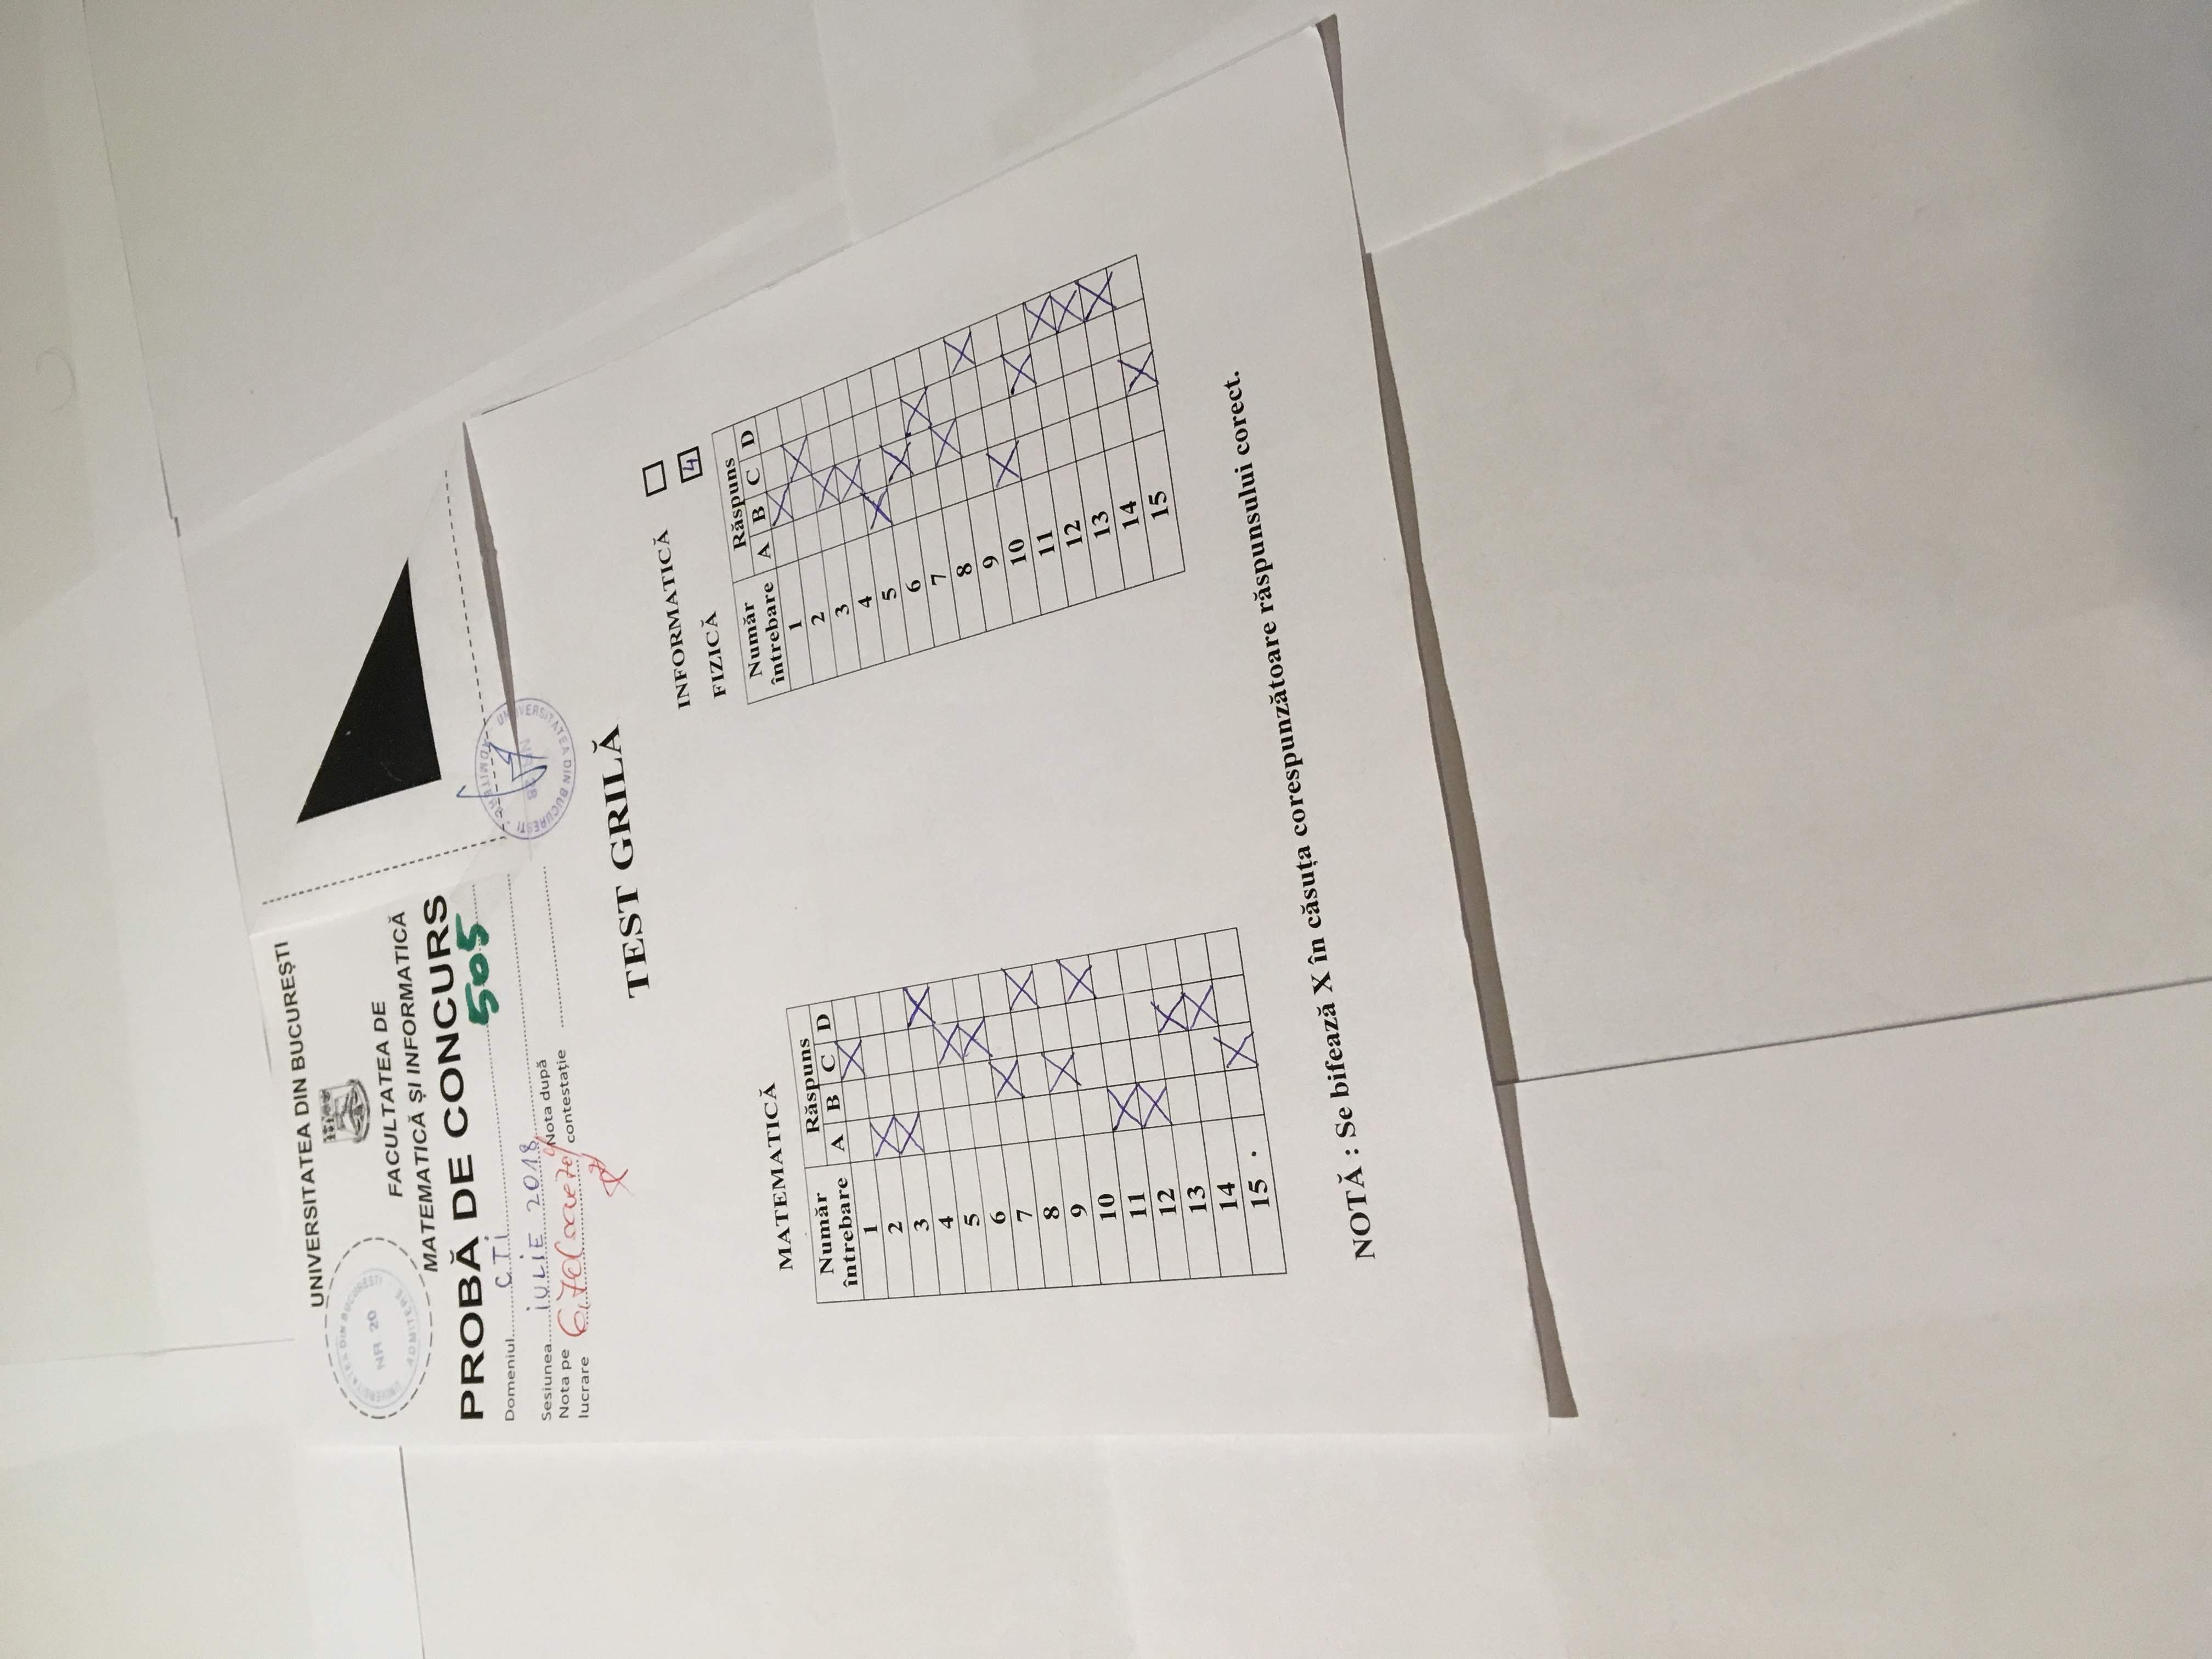 UNIVERSITATEA DIN BUCUREȘTI
UNIVERSITATEA DIN BUCUREȘTI
NR 20
ADMITERE
FACULTATEA DE
MATEMATICĂ ȘI INFORMATICĂ
PROBĂ DE CONCURS
505
Domeniul CTI
Sesiunea IULIE 2018
Nota pe
lucrare 6,70
Nota după
contestație
UNIVERSITATEA DIN BUCUREȘTI
ADMITERE
TEST GRILĂ
MATEMATICĂ
Număr
întrebare
Răspuns
A B C D
1 X
2 X
3 X
4 X
5 X
6 X
7 X
8 X
9 X
10 X
11 X
12 X
13 X
14 X
15 X
INFORMATICĂ
FIZICĂ 4
Număr
întrebare
Răspuns
A B C D
1 X
2 X
3 X
4 X
5 X
6 X
7 X
8 X
9 X
10 X
11 X
12 X
13 X
14 X
15 X
NOTĂ : Se bifează X în căsuța corespunzătoare răspunsului corect.